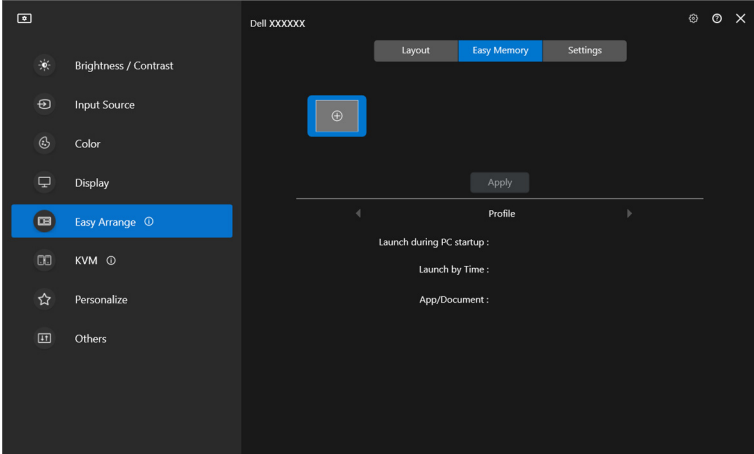 Dell XXXXXX
Layout
Easy Memory
Settings
Brightness / Contrast
Input Source
Color
Display
Easy Arrange
KVM
Personalize
Others
Apply
Profile
Launch during PC startup :
Launch by Time :
App/Document :